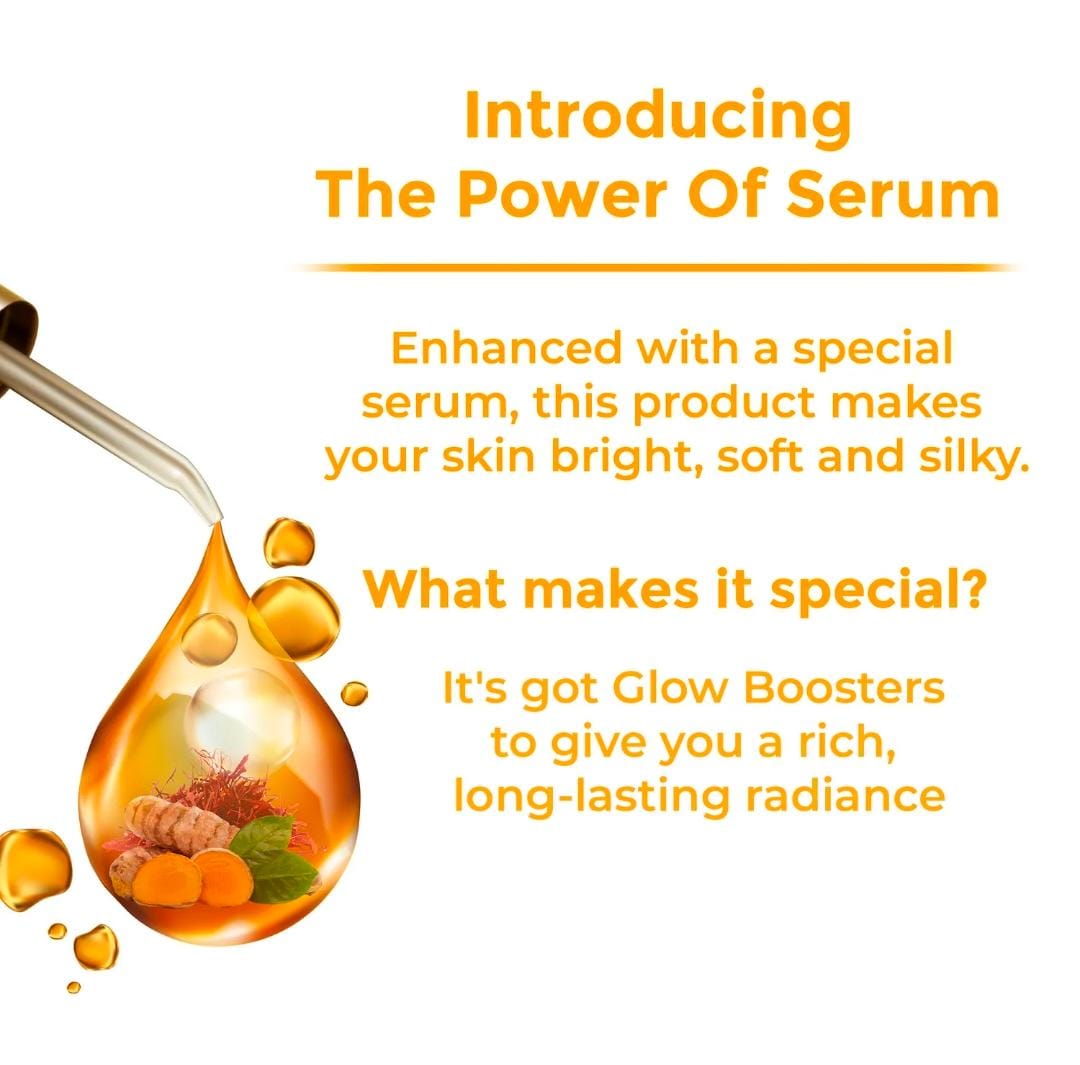 Introducing
The Power Of Serum
Enhanced with a special
serum, this product makes
your skin bright, soft and silky.
What makes it special?
It's got Glow Boosters
to give you a rich,
long-lasting radiance